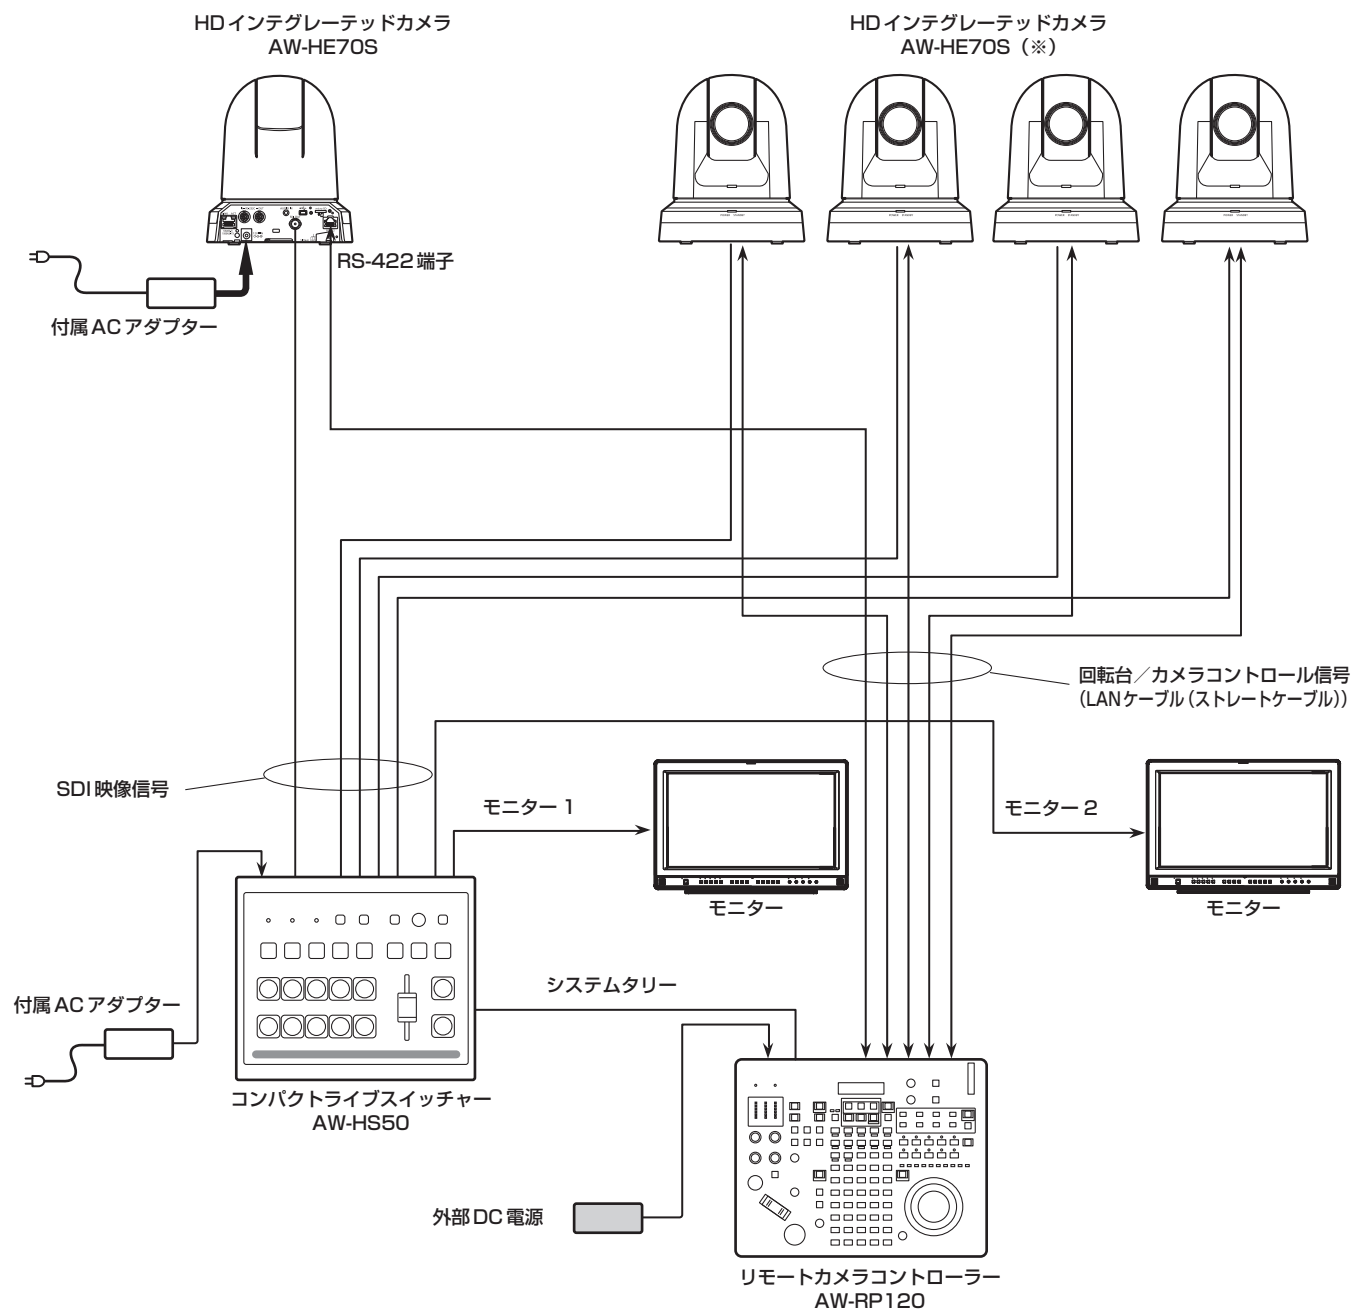 HDインテグレーテッドカメラ
AW-HE70S
HDインテグレーテッドカメラ
AW-HE70S（※）
RS-422端子
付属ACアダプター
回転台／カメラコントロール信号
（LANケーブル（ストレートケーブル））
SDI映像信号
モニター1
モニター2
モニター
モニター
システムタリー
付属ACアダプター
コンパクトライブスイッチャー
AW-HS50
外部DC電源
リモートカメラコントローラー
AW-RP120